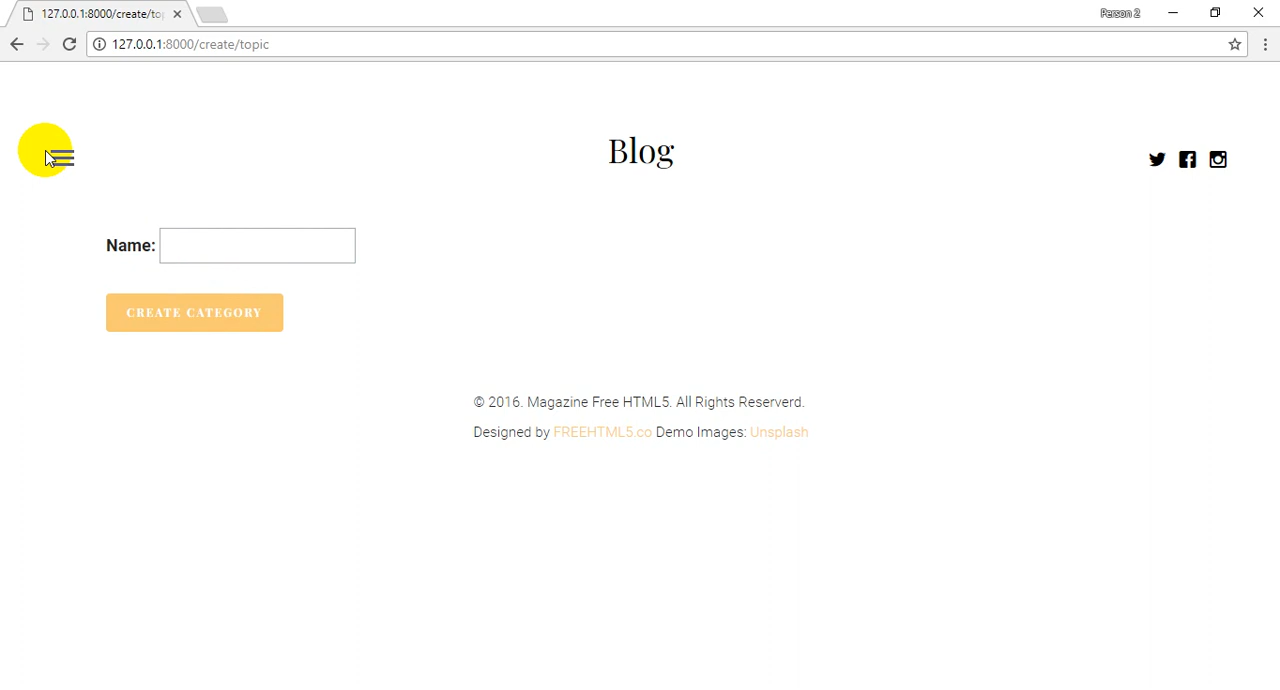 127.0.0.1:8000/create/to
Person 2
127.0.0.1:8000/create/topic
Blog
Name:
CREATE CATEGORY
© 2016. Magazine Free HTML5. All Rights Reserverd.
Designed by FREEHTML5.co Demo Images: Unsplash